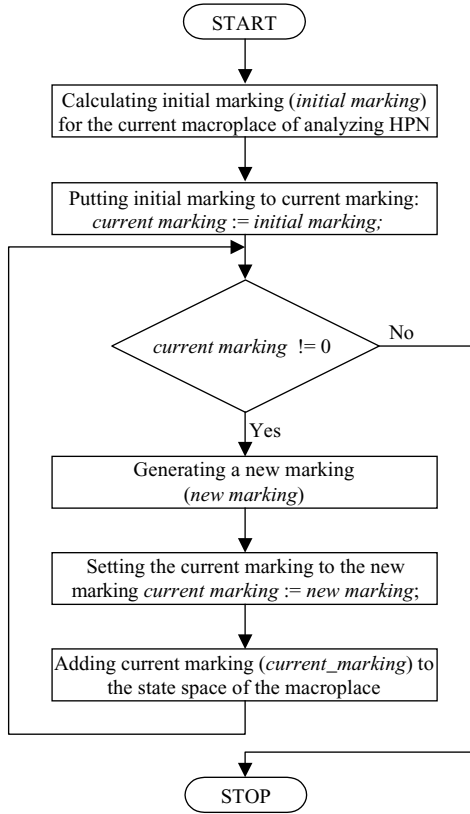 START
Calculating initial marking (initial marking)
for the current macroplace of analyzing HPN
Putting initial marking to current marking:
current marking := initial marking;
current marking != 0
No
Yes
Generating a new marking
(new marking)
Setting the current marking to the new
marking current marking := new marking;
Adding current marking (current_marking) to
the state space of the macroplace
STOP